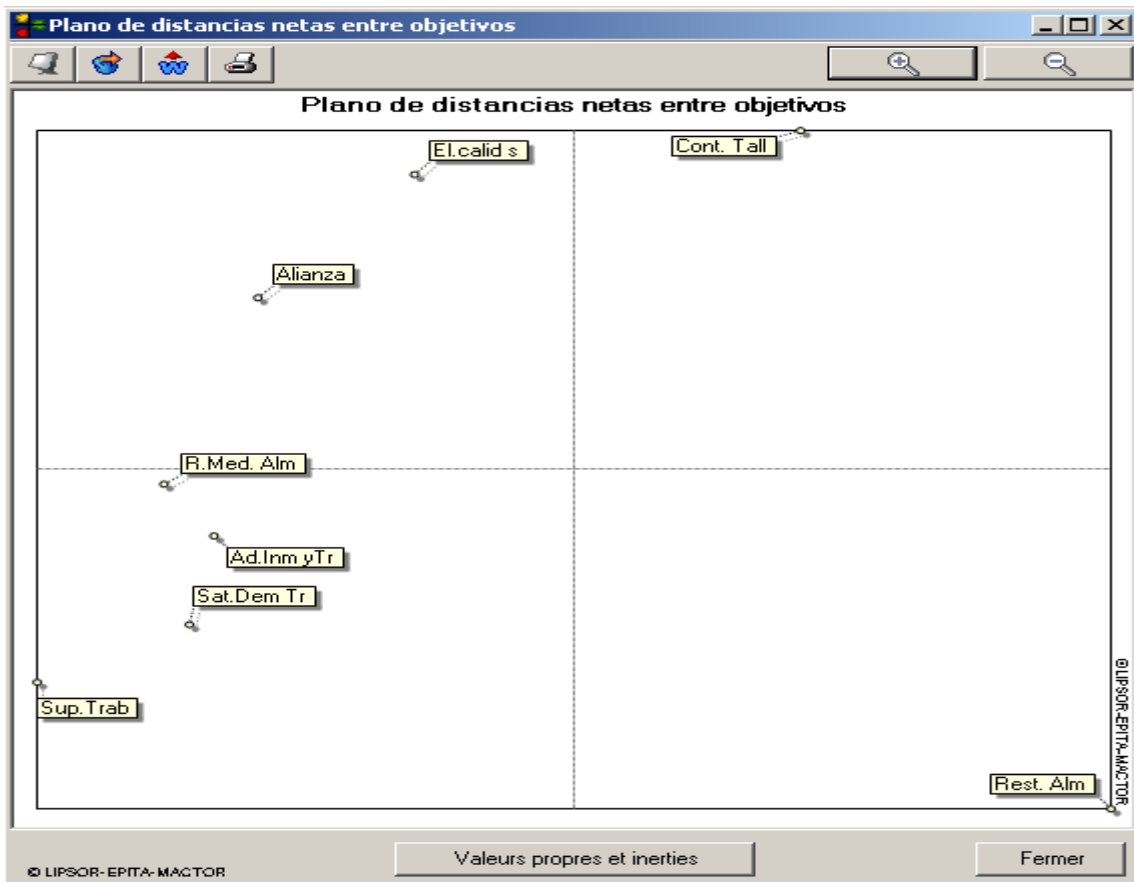 Plano de distancias netas entre objetivos
Plano de distancias netas entre objetivos
El.calid s
Cont. Tall
Alianza
R.Med. Alm
Ad.Inm yTr
Sat.Dem Tr
Sup.Trab
Rest. Alm
©LIPSOR-EPITA-MACTOR
© LIPSOR-EPITA-MACTOR
Valeurs propres et inerties
Fermer